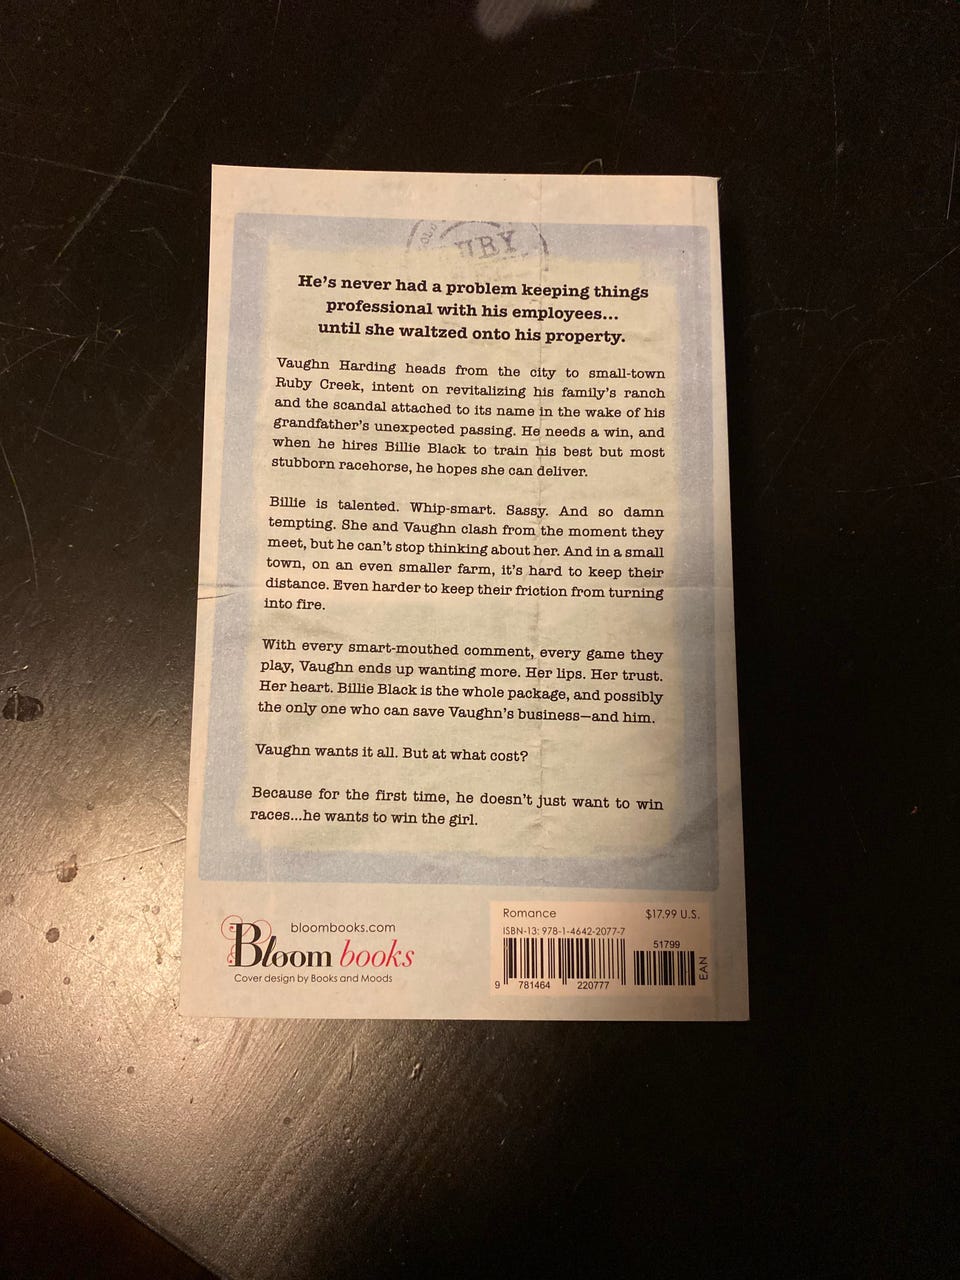 He's never had a problem keeping things
professional with his employees...
until she waltzed onto his property.
Vaughn Harding heads from the city to small-town
Ruby Creek, intent on revitalizing his family's ranch
and the scandal attached to its name in the wake of his
grandfather's unexpected passing. He needs a win, and
when he hires Billie Black to train his best but most
stubborn racehorse, he hopes she can deliver.
Billie is talented. Whip-smart. Sassy. And so damn
tempting. She and Vaughn clash from the moment they
meet, but he can't stop thinking about her. And in a small
town, on an even smaller farm, it's hard to keep their
distance. Even harder to keep their friction from turning
into fire.
With every smart-mouthed comment, every game they
play, Vaughn ends up wanting more. Her lips. Her trust.
Her heart. Billie Black is the whole package, and possibly
the only one who can save Vaughn's business—and him.
Vaughn wants it all. But at what cost?
Because for the first time, he doesn't just want to win
races...he wants to win the girl.
bloombooks.com
Bloom books
Cover design by Books and Moods
Romance $17.99 U.S.
ISBN-13: 978-1-4642-2077-7
51799
EAN
9 781464 220777